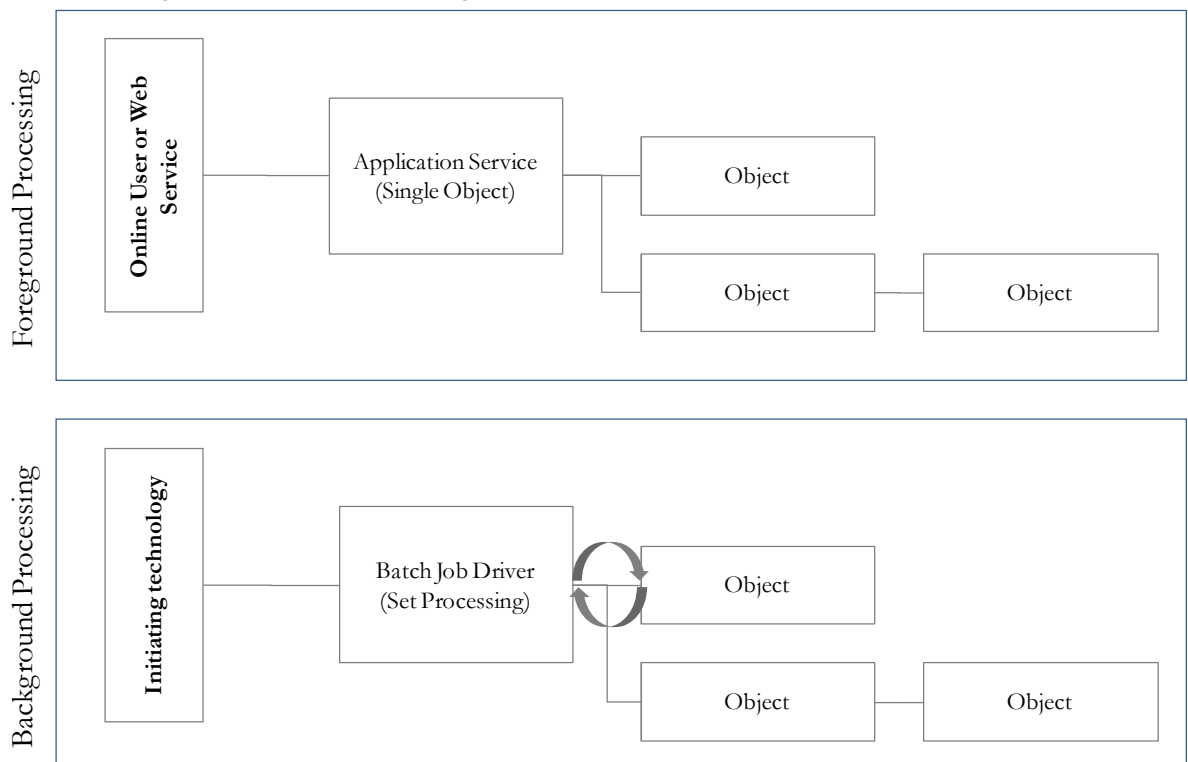 Foreground Processing
Online User or Web
Service
Application Service
(Single Object)
Object
Object
Object
Background Processing
Initiating technology
Batch Job Driver
(Set Processing)
Object
Object
Object